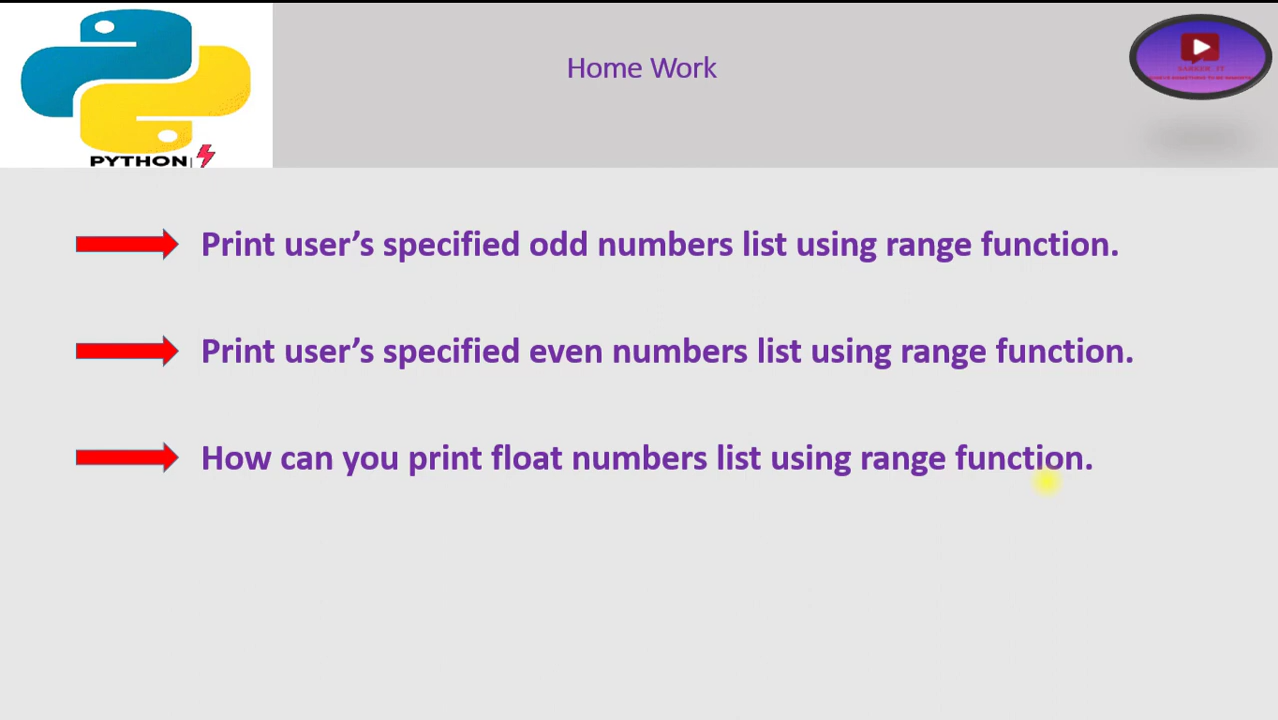 Home Work
PYTHON
Print user's specified odd numbers list using range function.
Print user's specified even numbers list using range function.
How can you print float numbers list using range function.